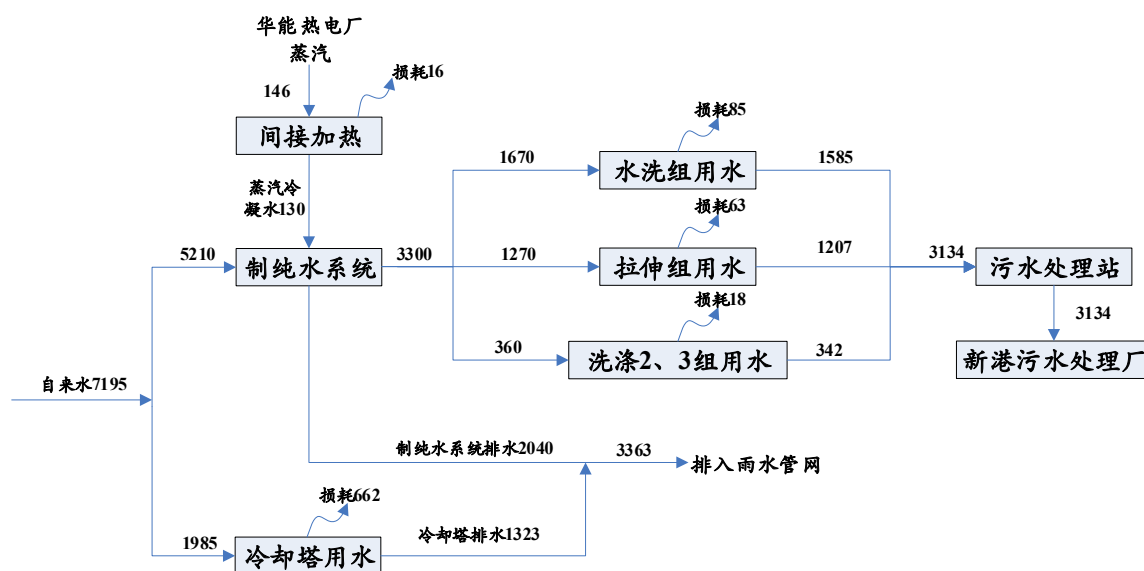 华能热电厂
蒸汽
损耗16
146
间接加热
损耗85
1670
水洗组用水
1585
蒸汽冷
凝水130
损耗63
5210
制纯水系统
3300
1270
拉伸组用水
1207
3134
污水处理站
损耗18
3134
360
洗涤2、3组用水
342
新港污水处理厂
自来水7195
制纯水系统排水2040
3363
排入雨水管网
损耗662
1985
冷却塔用水
冷却塔排水1323